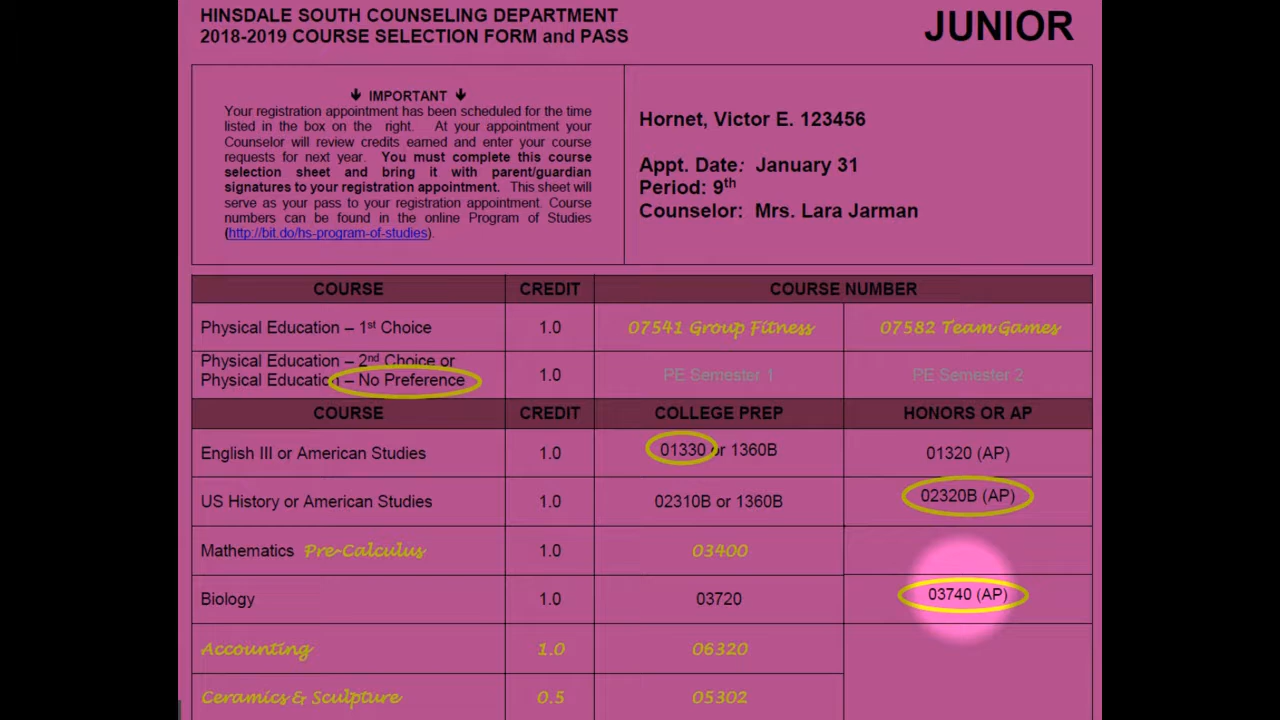 HINSDALE SOUTH COUNSELING DEPARTMENT
2018-2019 COURSE SELECTION FORM and PASS
JUNIOR
IMPORTANT
Your registration appointment has been scheduled for the time
listed in the box on the right. At your appointment your
Counselor will review credits earned and enter your course
requests for next year. You must complete this course
selection sheet and bring it with parent/guardian
signatures to your registration appointment. This sheet will
serve as your pass to your registration appointment. Course
numbers can be found in the online Program of Studies
(http://bit.do/hs-program-of-studies).
Hornet, Victor E. 123456
Appt. Date: January 31
Period: 9th
Counselor: Mrs. Lara Jarman
COURSE CREDIT COURSE NUMBER
Physical Education – 1st Choice 1.0 07541 Group Fitness 07582 Team Games
Physical Education – 2nd Choice or
Physical Education – No Preference 1.0 PE Semester 1 PE Semester 2
COURSE CREDIT COLLEGE PREP HONORS OR AP
English III or American Studies 1.0 01330 or 1360B 01320 (AP)
US History or American Studies 1.0 02310B or 1360B 02320B (AP)
Mathematics Pre-Calculus 1.0 03400
Biology 1.0 03720 03740 (AP)
Accounting 1.0 06320
Ceramics & Sculpture 0.5 05302